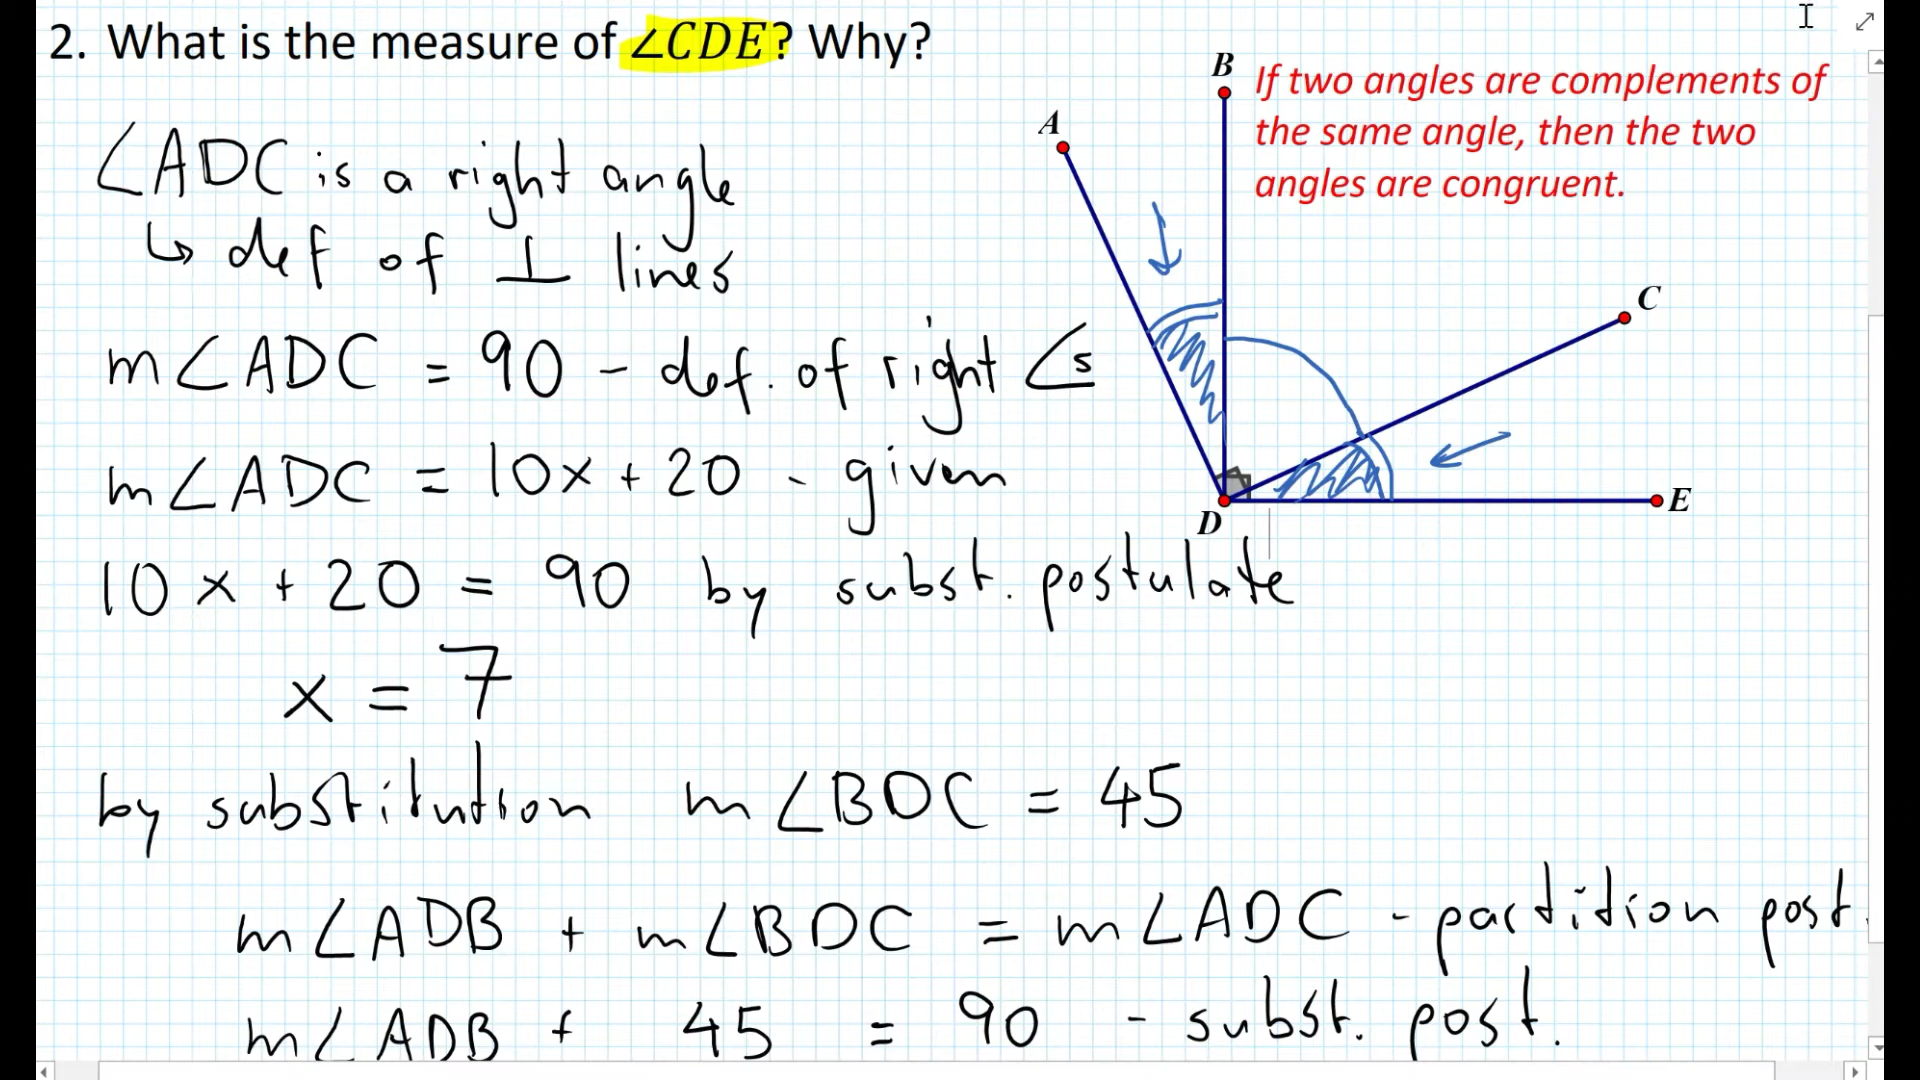 2. What is the measure of ∠CDE? Why?
B
If two angles are complements of
the same angle, then the two
angles are congruent.
A
∠ADC is a right angle
↳ def of ⊥ lines
C
m∠ADC = 90 - def. of right ∠s
m∠ADC = 10x + 20 - given
E
D
10x + 20 = 90 by subst. postulate
x = 7
by substitution m∠BDC = 45
m∠ADB + m∠BDC = m∠ADC - partition post.
m∠ADB + 45 = 90 - subst. post.